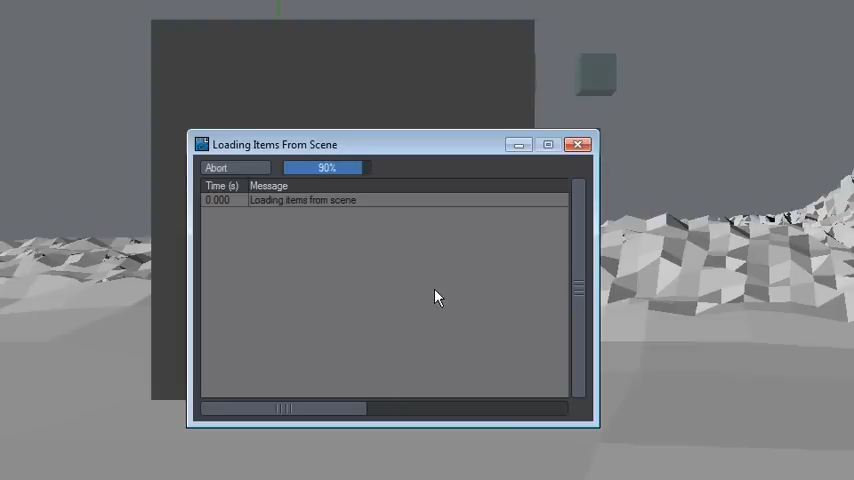 Loading Items From Scene
Abort 90%
Time (s) Message
0.000 Loading items from scene